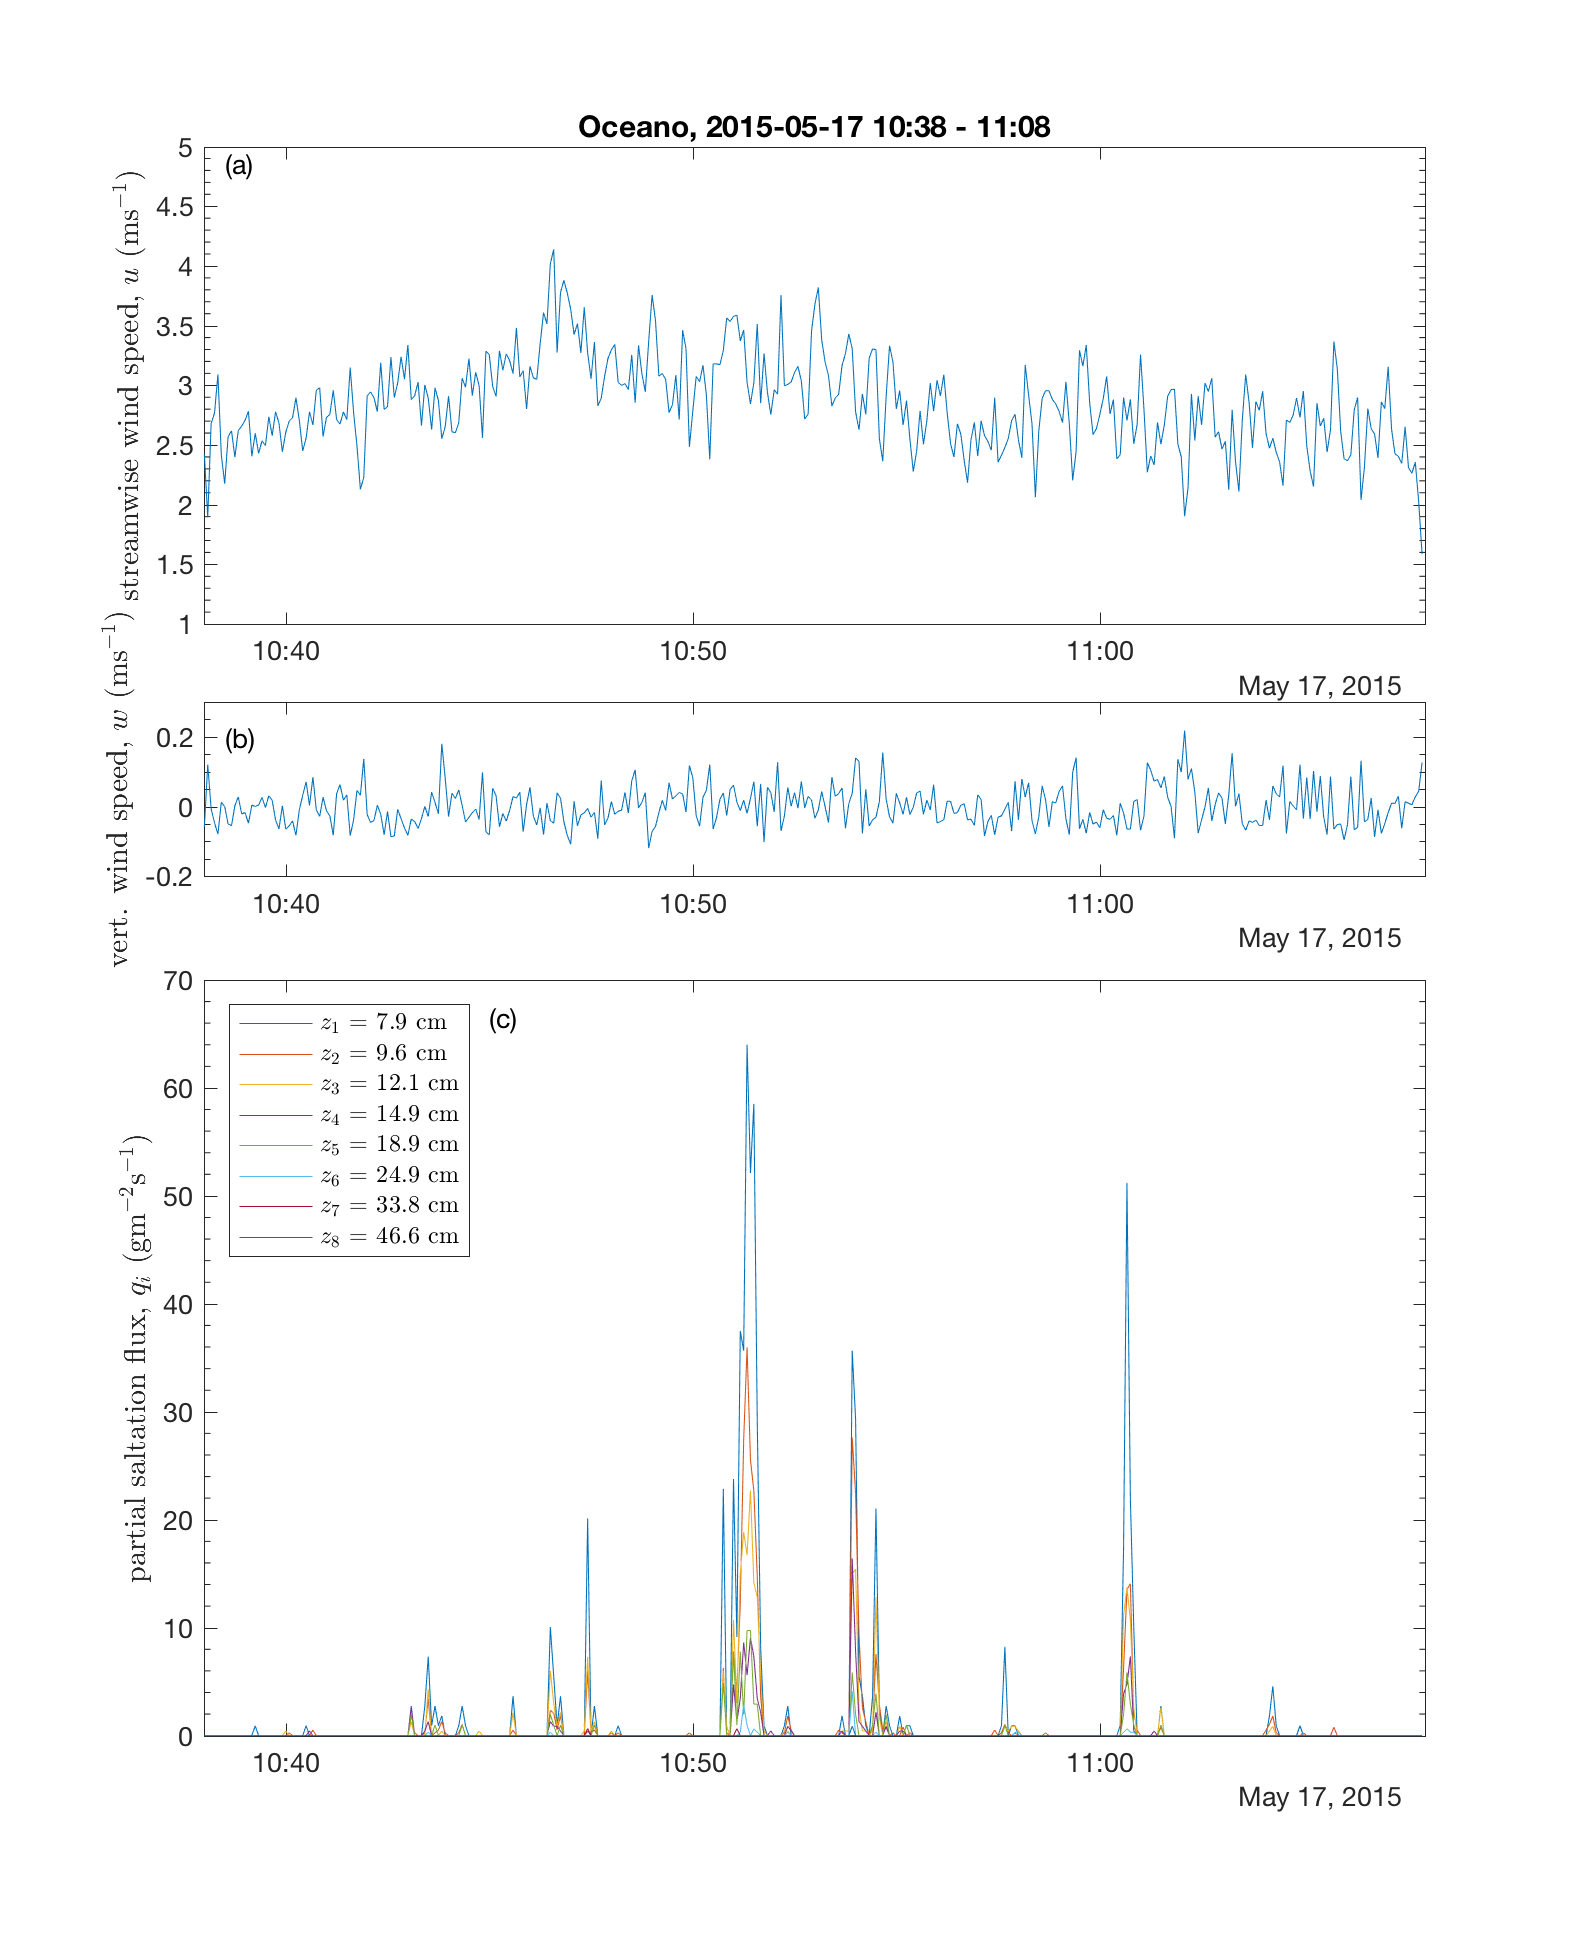 Oceano, 2015-05-17 10:38 - 11:08
(a)
streamwise wind speed, u (ms⁻¹)
5
4.5
4
3.5
3
2.5
2
1.5
1
10:40 10:50 11:00
May 17, 2015
(b)
vert. wind speed, w (ms⁻¹)
0.2
0
-0.2
10:40 10:50 11:00
May 17, 2015
(c)
partial saltation flux, qᵢ (gm⁻²s⁻¹)
70
60
50
40
30
20
10
0
z₁ = 7.9 cm
z₂ = 9.6 cm
z₃ = 12.1 cm
z₄ = 14.9 cm
z₅ = 18.9 cm
z₆ = 24.9 cm
z₇ = 33.8 cm
z₈ = 46.6 cm
10:40 10:50 11:00
May 17, 2015